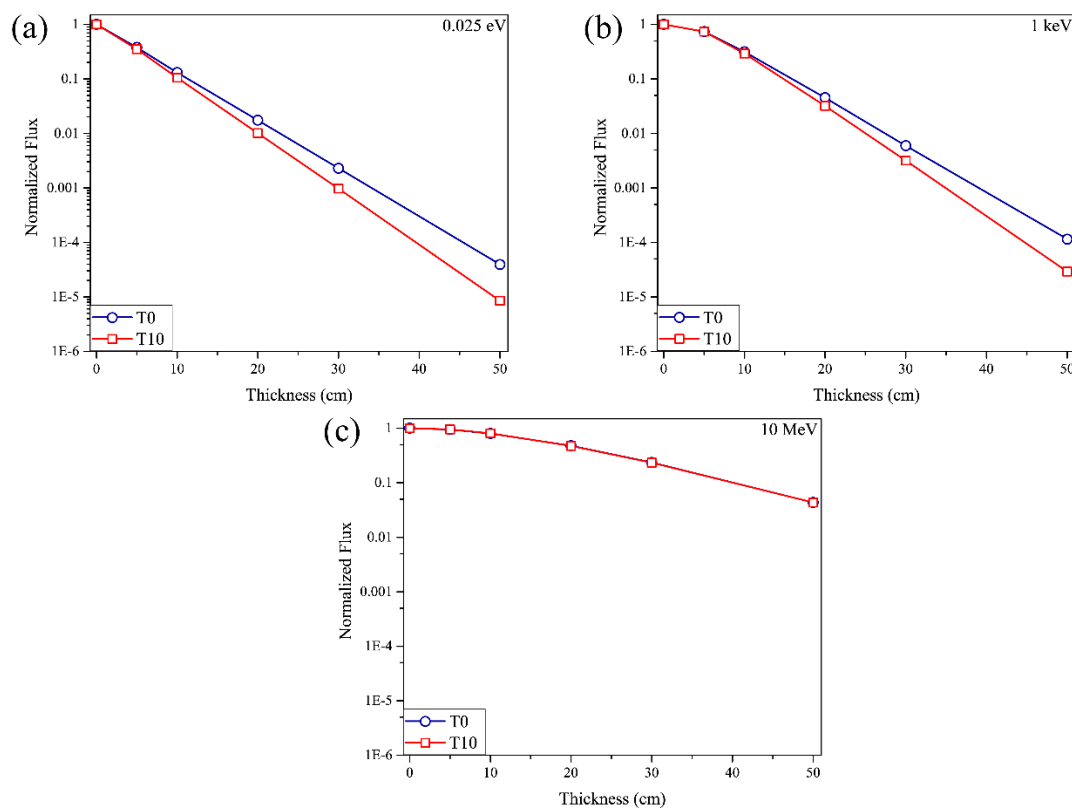 (a)
0.025 eV
Normalized Flux
1
0.1
0.01
0.001
1E-4
1E-5
1E-6
T0
T10
0 10 20 30 40 50
Thickness (cm)
(b)
1 keV
Normalized Flux
1
0.1
0.01
0.001
1E-4
1E-5
1E-6
T0
T10
0 10 20 30 40 50
Thickness (cm)
(c)
10 MeV
Normalized Flux
1
0.1
0.01
0.001
1E-4
1E-5
1E-6
T0
T10
0 10 20 30 40 50
Thickness (cm)